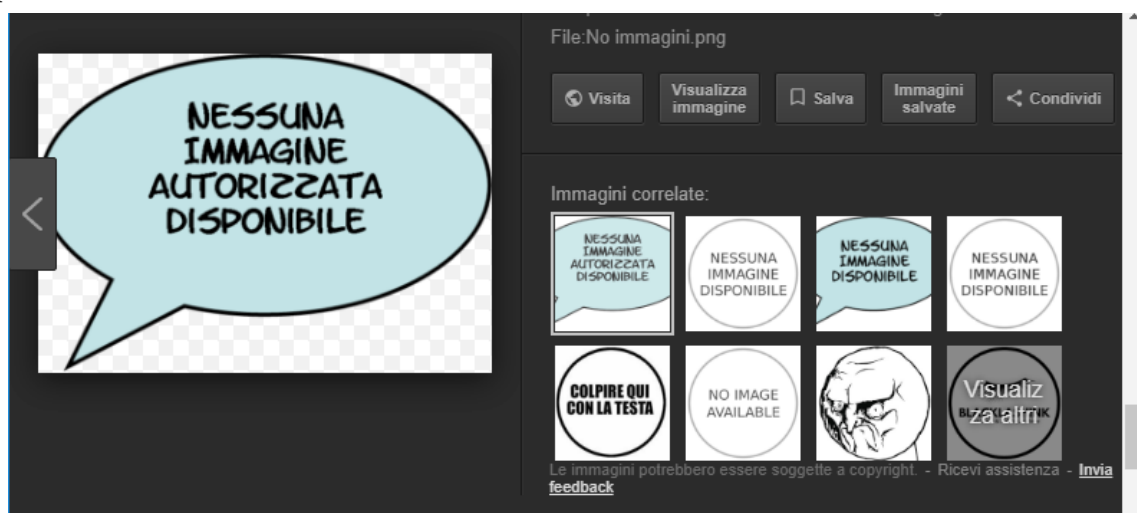 File:No immagini.png
Visita
Visualizza
immagine
Salva
Immagini
salvate
Condividi
NESSUNA
IMMAGINE
AUTORIZZATA
DISPONIBILE
Immagini correlate:
NESSUNA
IMMAGINE
AUTORIZZATA
DISPONIBILE
NESSUNA
IMMAGINE
DISPONIBILE
NESSUNA
IMMAGINE
DISPONIBILE
NESSUNA
IMMAGINE
DISPONIBILE
COLPIRE QUI
CON LA TESTA
NO IMAGE
AVAILABLE
Visualiz
za altri
Le immagini potrebbero essere soggette a copyright. - Ricevi assistenza - Invia
feedback